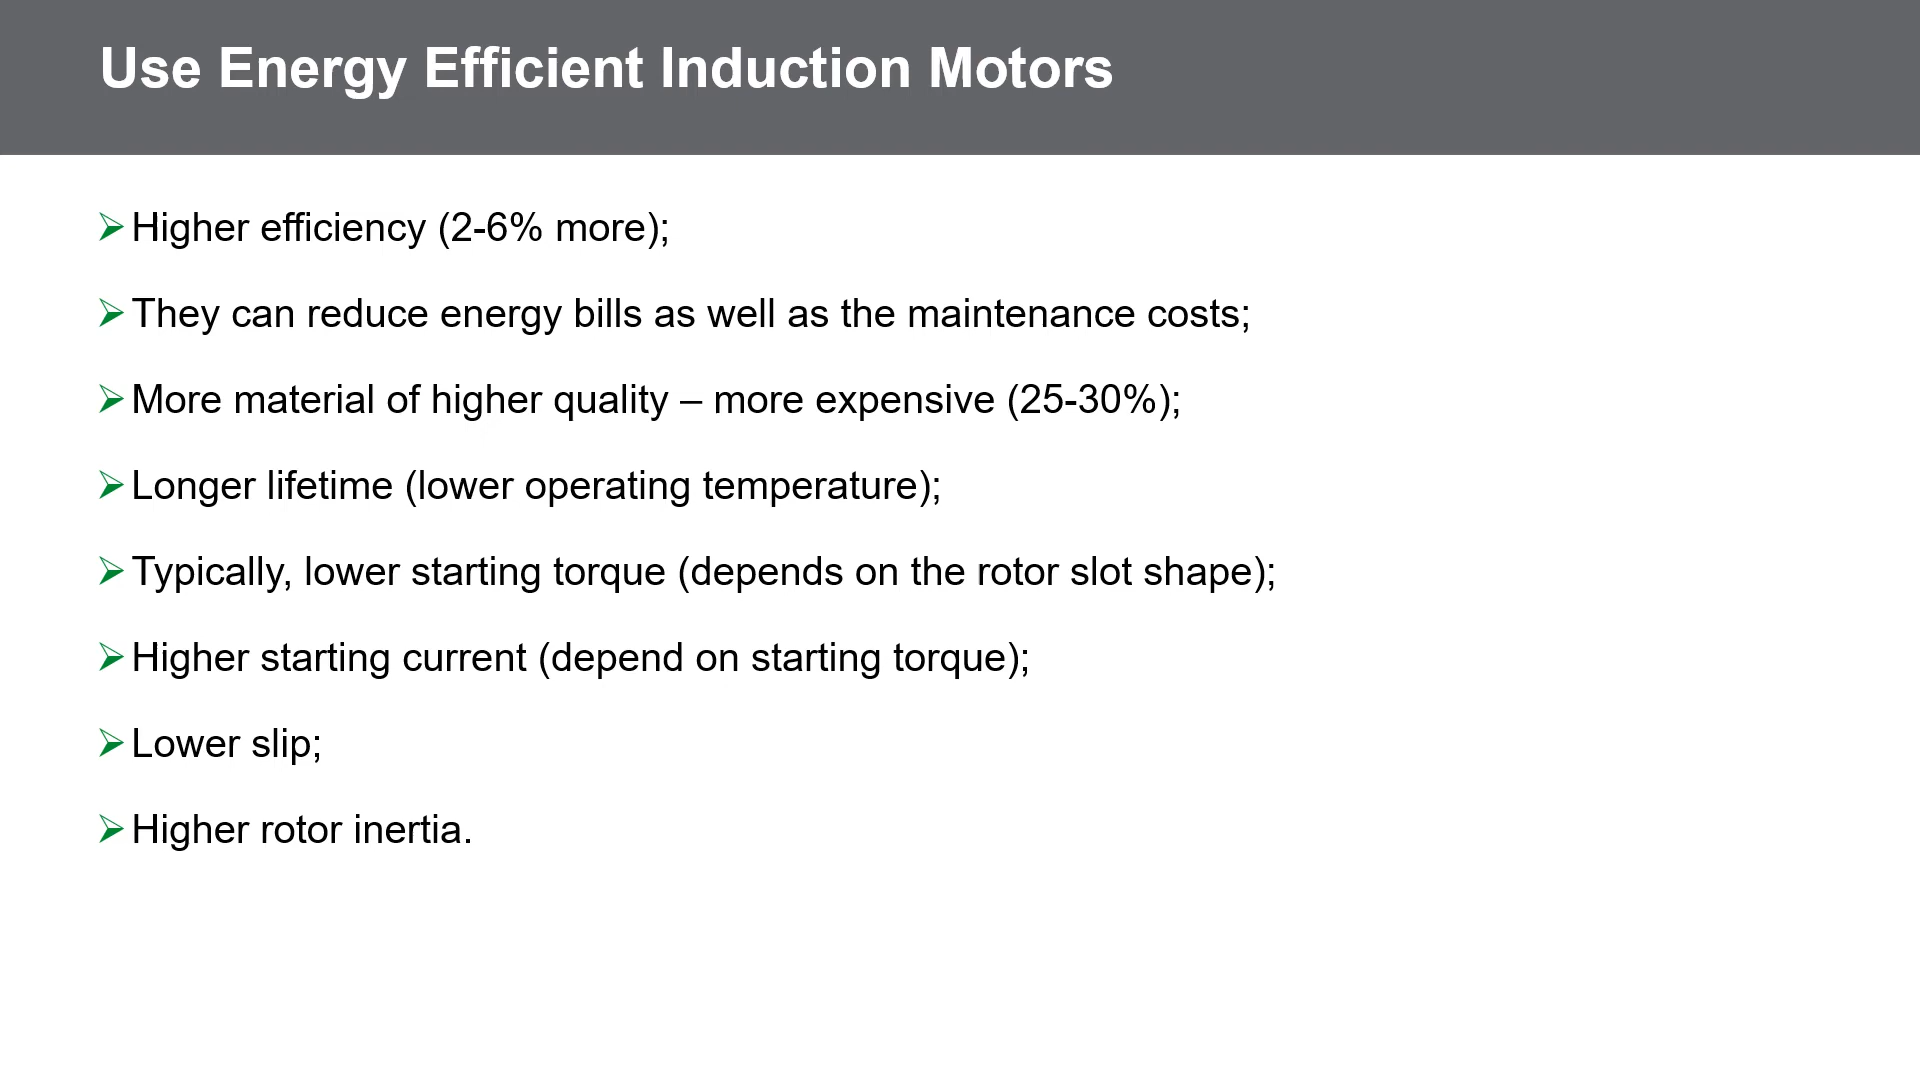 Use Energy Efficient Induction Motors
Higher efficiency (2-6% more);
They can reduce energy bills as well as the maintenance costs;
More material of higher quality – more expensive (25-30%);
Longer lifetime (lower operating temperature);
Typically, lower starting torque (depends on the rotor slot shape);
Higher starting current (depend on starting torque);
Lower slip;
Higher rotor inertia.